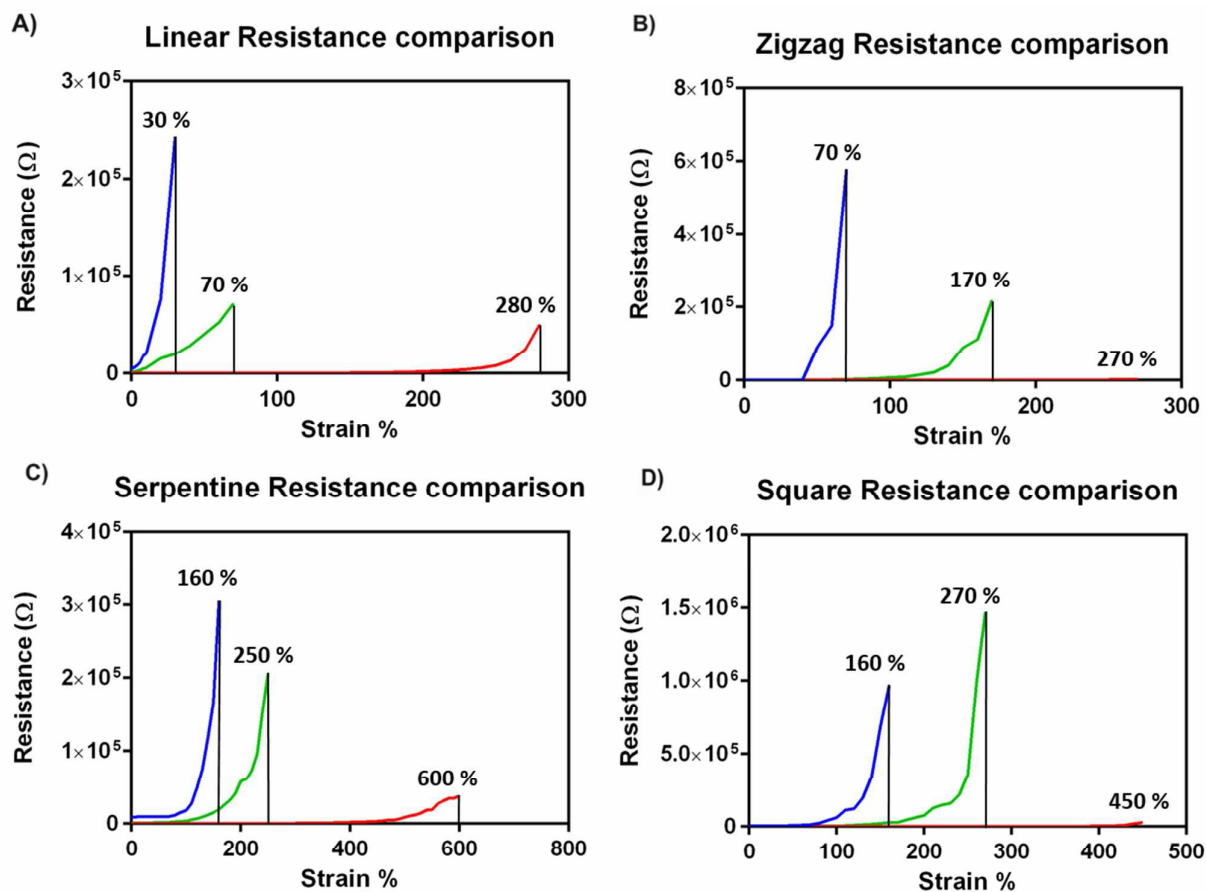 A)
Linear Resistance comparison
Resistance (Ω)
3×10⁵
2×10⁵
1×10⁵
0
30 %
70 %
280 %
0 100 200 300
Strain %
B)
Zigzag Resistance comparison
Resistance (Ω)
8×10⁵
6×10⁵
4×10⁵
2×10⁵
0
70 %
170 %
270 %
0 100 200 300
Strain %
C)
Serpentine Resistance comparison
Resistance (Ω)
4×10⁵
3×10⁵
2×10⁵
1×10⁵
0
160 %
250 %
600 %
0 200 400 600 800
Strain %
D)
Square Resistance comparison
Resistance (Ω)
2.0×10⁶
1.5×10⁶
1.0×10⁶
5.0×10⁵
0
160 %
270 %
450 %
0 100 200 300 400 500
Strain %